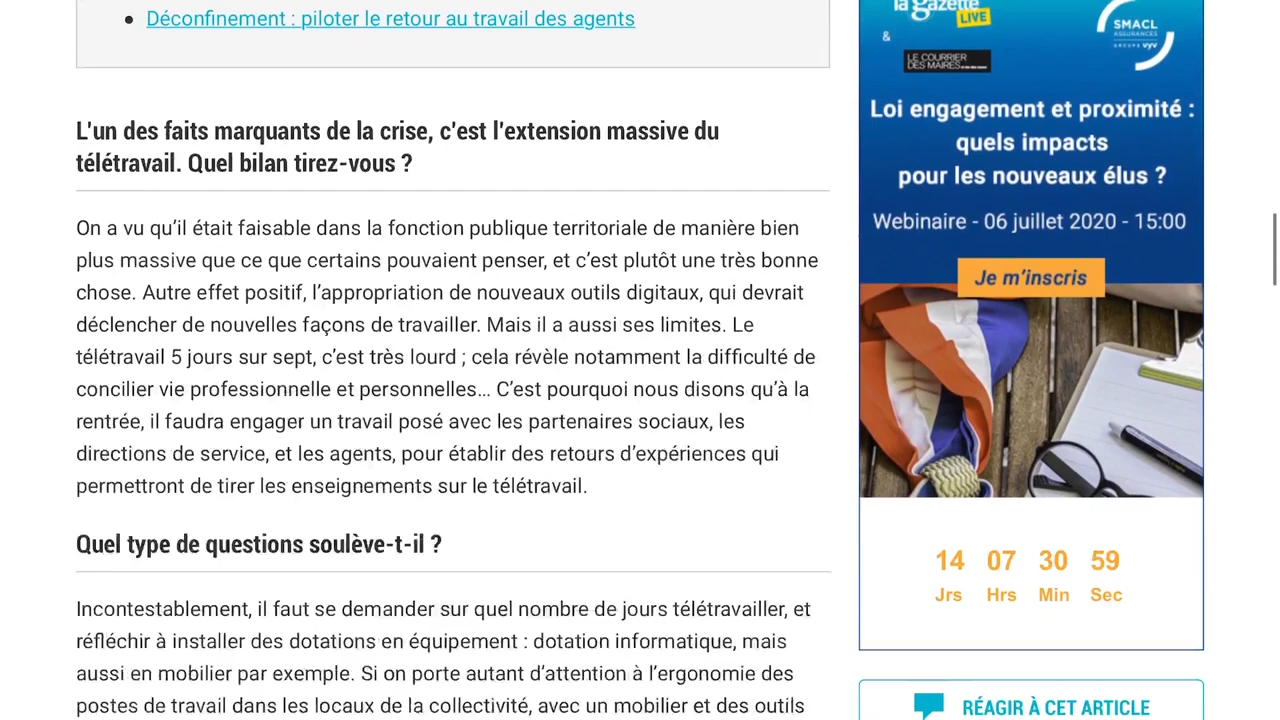 Déconfinement : piloter le retour au travail des agents
L'un des faits marquants de la crise, c'est l'extension massive du
télétravail. Quel bilan tirez-vous ?
On a vu qu’il était faisable dans la fonction publique territoriale de manière bien
plus massive que ce que certains pouvaient penser, et c’est plutôt une très bonne
chose. Autre effet positif, l’appropriation de nouveaux outils digitaux, qui devrait
déclencher de nouvelles façons de travailler. Mais il a aussi ses limites. Le
télétravail 5 jours sur sept, c’est très lourd ; cela révèle notamment la difficulté de
concilier vie professionnelle et personnelles… C’est pourquoi nous disons qu’à la
rentrée, il faudra engager un travail posé avec les partenaires sociaux, les
directions de service, et les agents, pour établir des retours d’expériences qui
permettront de tirer les enseignements sur le télétravail.
Quel type de questions soulève-t-il ?
Incontestablement, il faut se demander sur quel nombre de jours télétravailler, et
réfléchir à installer des dotations en équipement : dotation informatique, mais
aussi en mobilier par exemple. Si on porte autant d’attention à l’ergonomie des
postes de travail dans les locaux de la collectivité, avec un mobilier et des outils
la gazette
LIVE
&
LE COURRIER
DES MAIRES
SMACL
ASSURANCES
GROUPE vyv
Loi engagement et proximité :
quels impacts
pour les nouveaux élus ?
Webinaire - 06 juillet 2020 - 15:00
Je m’inscris
14 07 30 59
Jrs Hrs Min Sec
RÉAGIR À CET ARTICLE